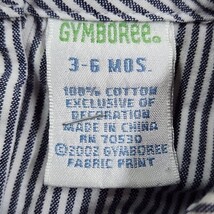 GYMBOREE
3-6 MOS.
100% COTTON
EXCLUSIVE OF
DECORATION
MADE IN CHINA
RN 70530
©2002 GYMBOREE
FABRIC PRINT